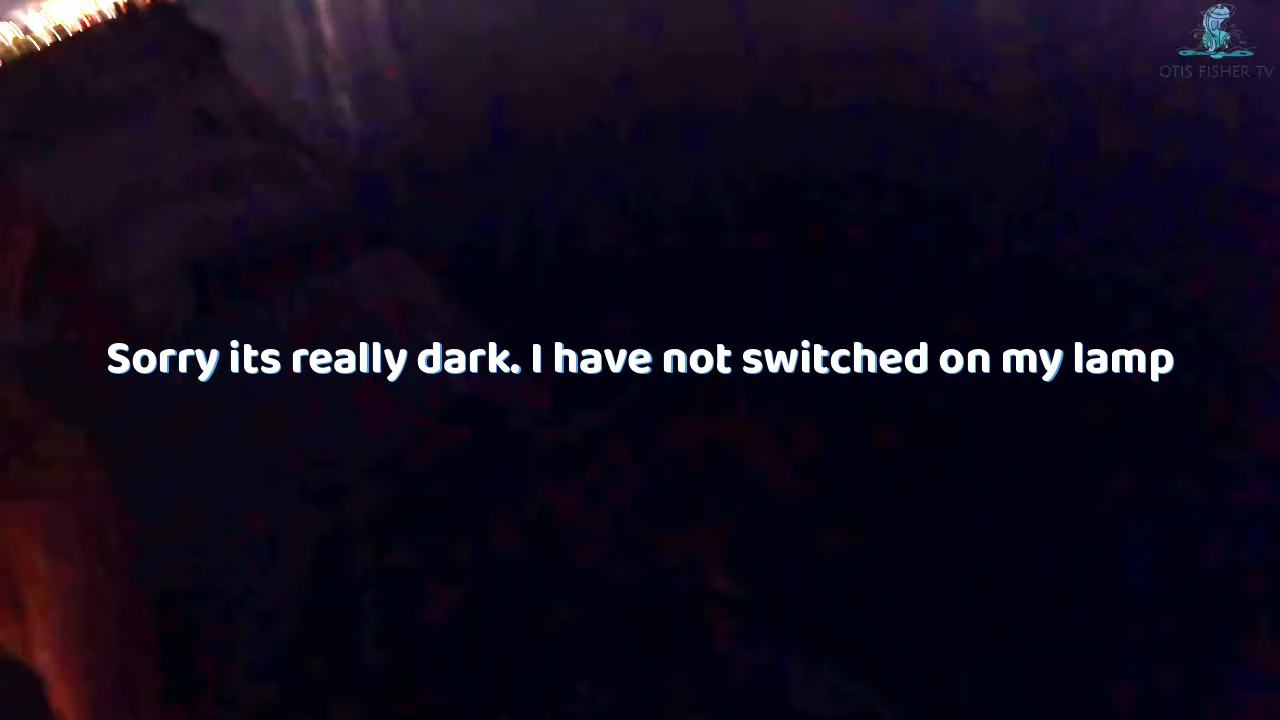 OTIS FISHER TV
Sorry its really dark. I have not switched on my lamp